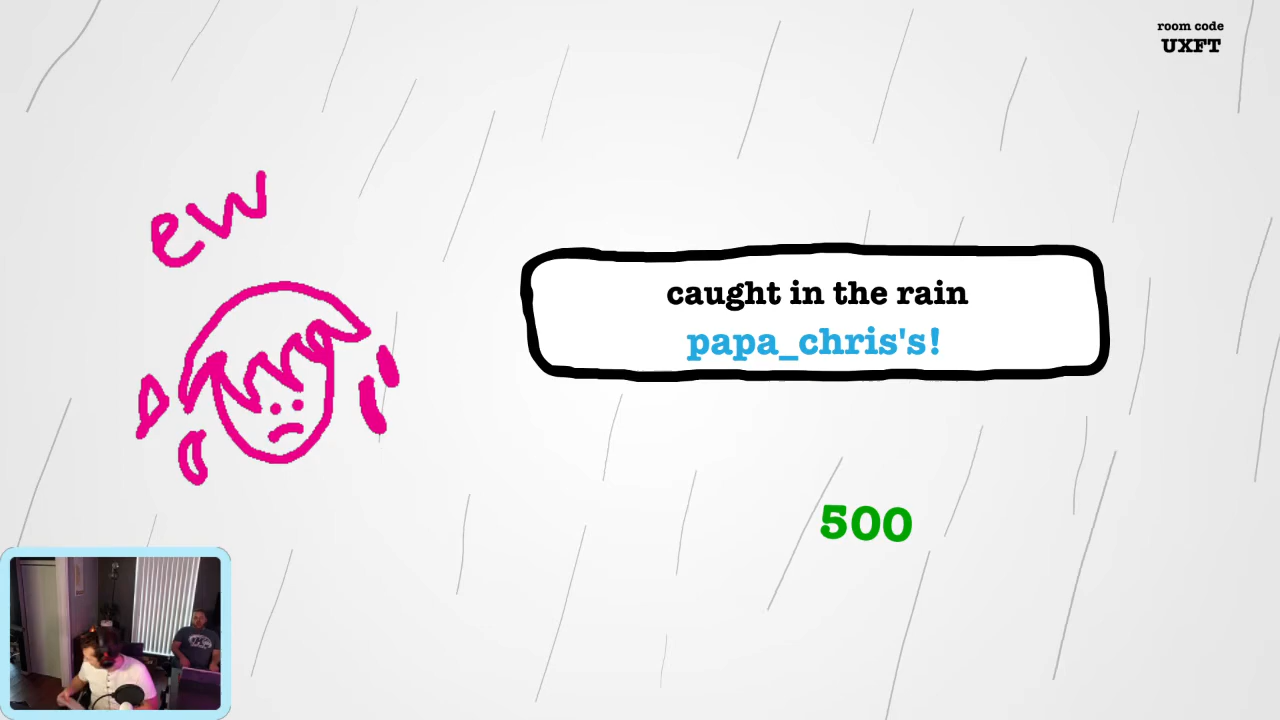 room code
UXFT
ew
caught in the rain
papa_chris's!
500